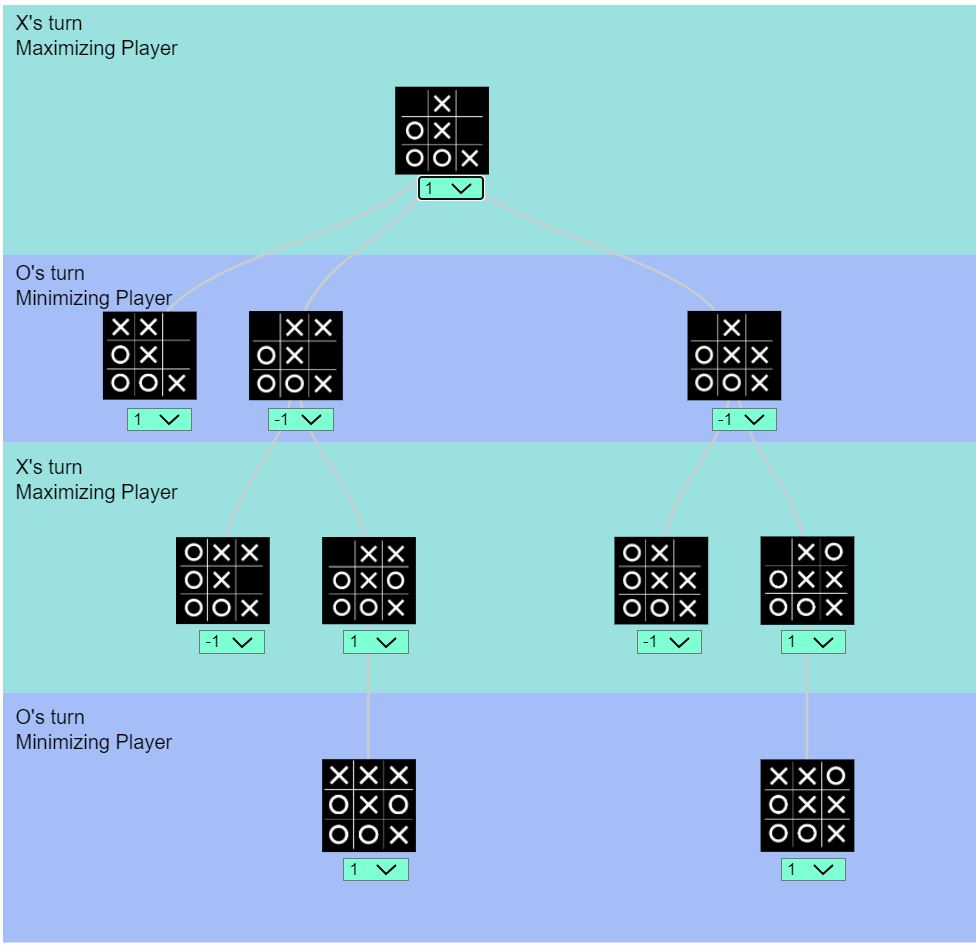 X's turn
Maximizing Player
X
O X
O O X
1
O's turn
Minimizing Player
X X
O X
O O X
1
X X
O X
O O X
-1
X
O X X
O O X
-1
X's turn
Maximizing Player
O X X
O X
O O X
-1
X X
O X O
O O X
1
O X
O X X
O O X
-1
X O
O X X
O O X
1
O's turn
Minimizing Player
X X X
O X O
O O X
1
X X O
O X X
O O X
1